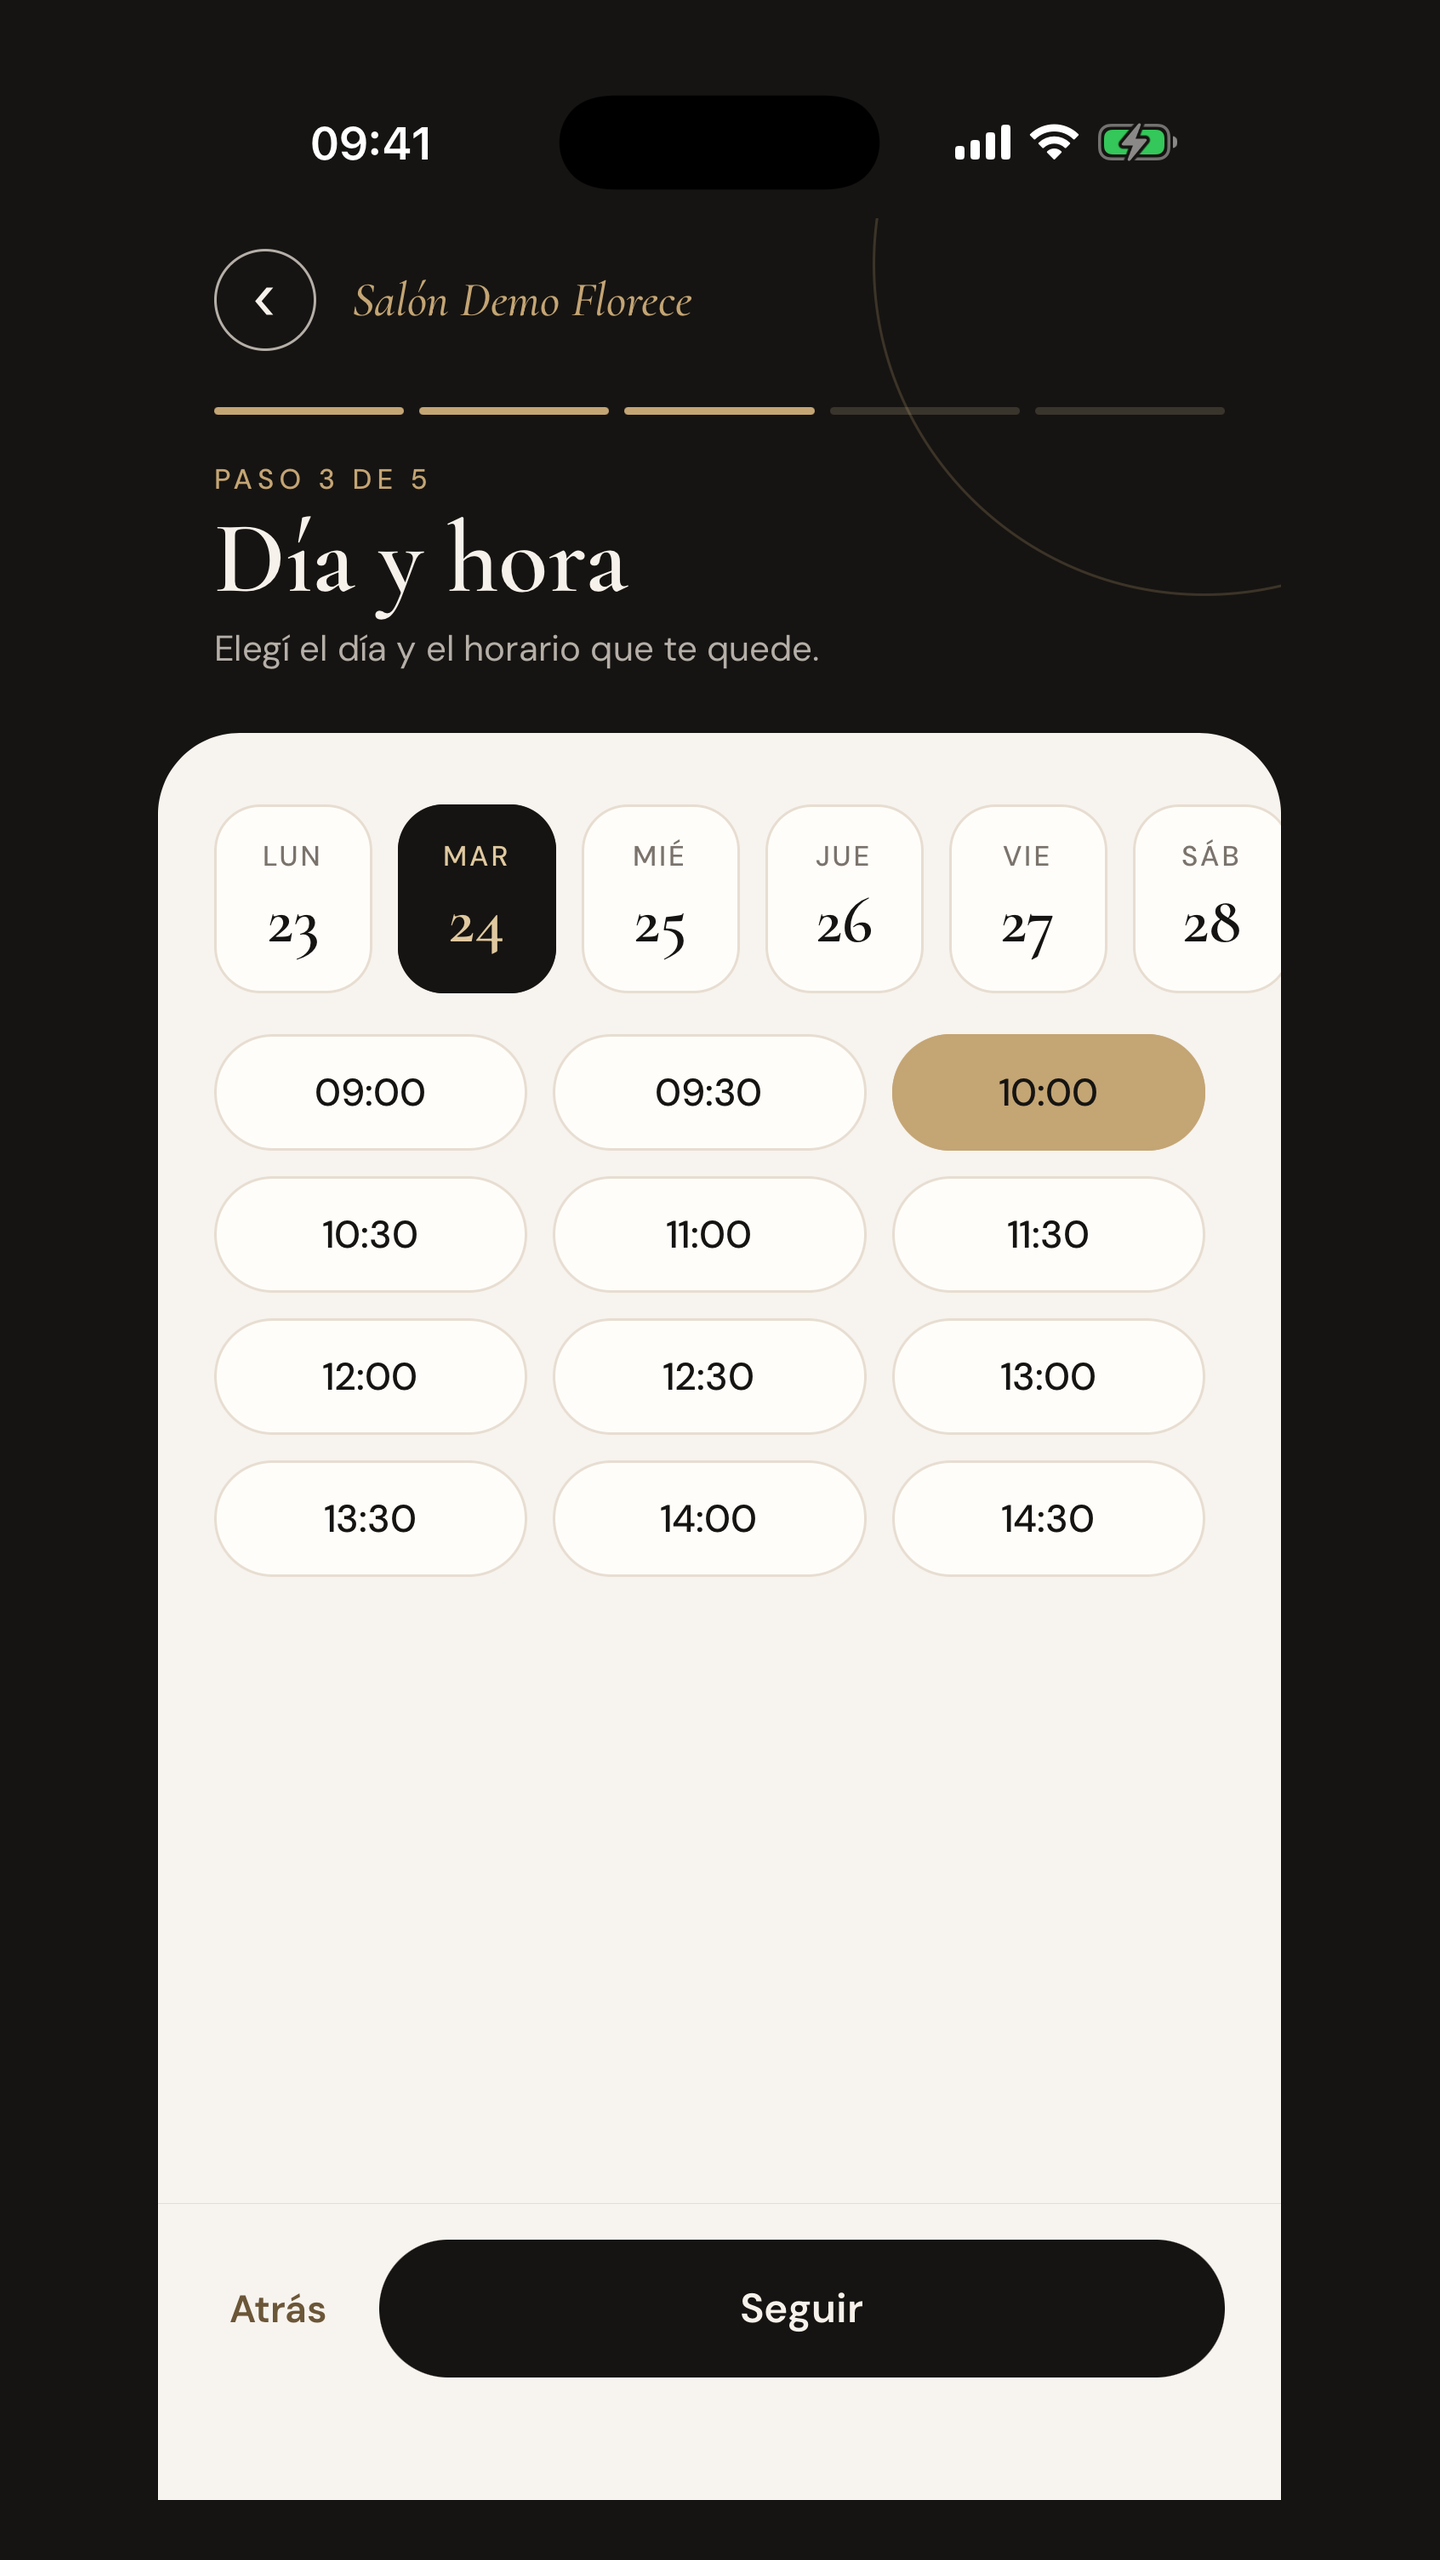 09:41
Salón Demo Florece
PASO 3 DE 5
Día y hora
Elegí el día y el horario que te quede.
LUN MAR MIÉ JUE VIE SÁB
23 24 25 26 27 28
09:00 09:30 10:00
10:30 11:00 11:30
12:00 12:30 13:00
13:30 14:00 14:30
Atrás Seguir